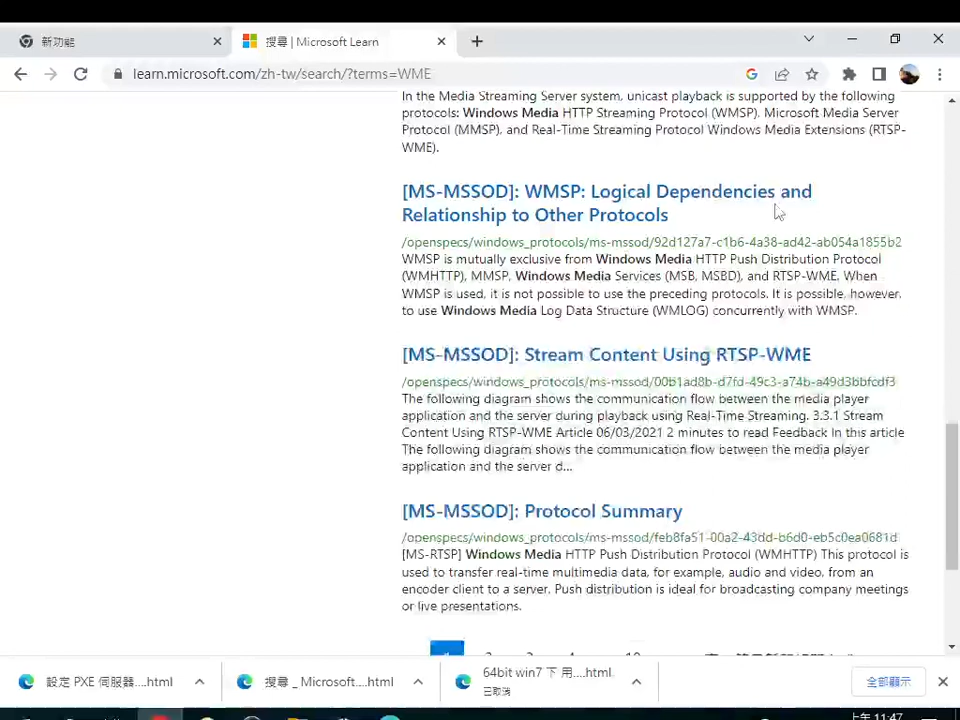 新功能
搜尋 | Microsoft Learn
learn.microsoft.com/zh-tw/search/?terms=WME
In the Media Streaming Server system, unicast playback is supported by the following
protocols: Windows Media HTTP Streaming Protocol (WMSP). Microsoft Media Server
Protocol (MMSP), and Real-Time Streaming Protocol Windows Media Extensions (RTSP-
WME).
[MS-MSSOD]: WMSP: Logical Dependencies and
Relationship to Other Protocols
/openspecs/windows_protocols/ms-mssod/92d127a7-c1b6-4a38-ad42-ab054a1855b2
WMSP is mutually exclusive from Windows Media HTTP Push Distribution Protocol
(WMHTTP), MMSP, Windows Media Services (MSB, MSBD), and RTSP-WME. When
WMSP is used, it is not possible to use the preceding protocols. It is possible, however,
to use Windows Media Log Data Structure (WMLOG) concurrently with WMSP.
[MS-MSSOD]: Stream Content Using RTSP-WME
/openspecs/windows_protocols/ms-mssod/00b1ad8b-d7fd-49c3-a74b-a49d3bbfcdf3
The following diagram shows the communication flow between the media player
application and the server during playback using Real-Time Streaming. 3.3.1 Stream
Content Using RTSP-WME Article 06/03/2021 2 minutes to read Feedback In this article
The following diagram shows the communication flow between the media player
application and the server d...
[MS-MSSOD]: Protocol Summary
/openspecs/windows_protocols/ms-mssod/feb8fa51-00a2-43dd-b6d0-eb5c0ea0681d
[MS-RTSP] Windows Media HTTP Push Distribution Protocol (WMHTTP) This protocol is
used to transfer real-time multimedia data, for example, audio and video, from an
encoder client to a server. Push distribution is ideal for broadcasting company meetings
or live presentations.
設定 PXE 伺服器....html
搜尋 _ Microsoft....html
64bit win7 下 用....html
已取消
全部顯示
上午 11:47